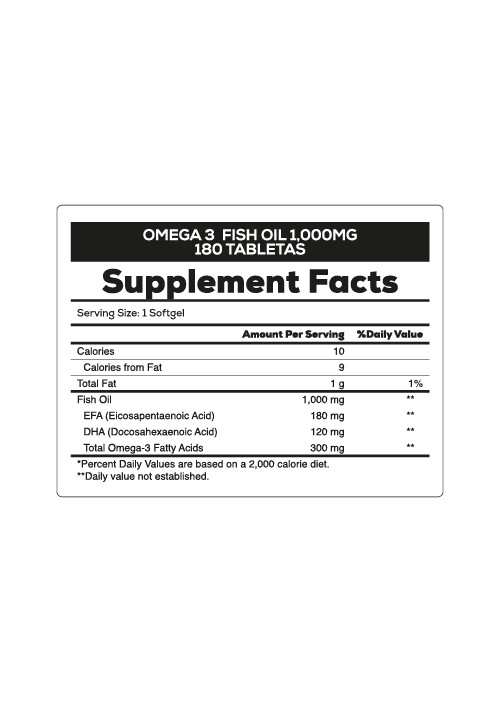 OMEGA 3 FISH OIL 1,000MG
180 TABLETAS
Supplement Facts
Serving Size: 1 Softgel
Amount Per Serving %Daily Value
Calories 10
Calories from Fat 9
Total Fat 1 g 1%
Fish Oil 1,000 mg **
EFA (Eicosapentaenoic Acid) 180 mg **
DHA (Docosahexaenoic Acid) 120 mg **
Total Omega-3 Fatty Acids 300 mg **
*Percent Daily Values are based on a 2,000 calorie diet.
**Daily value not established.